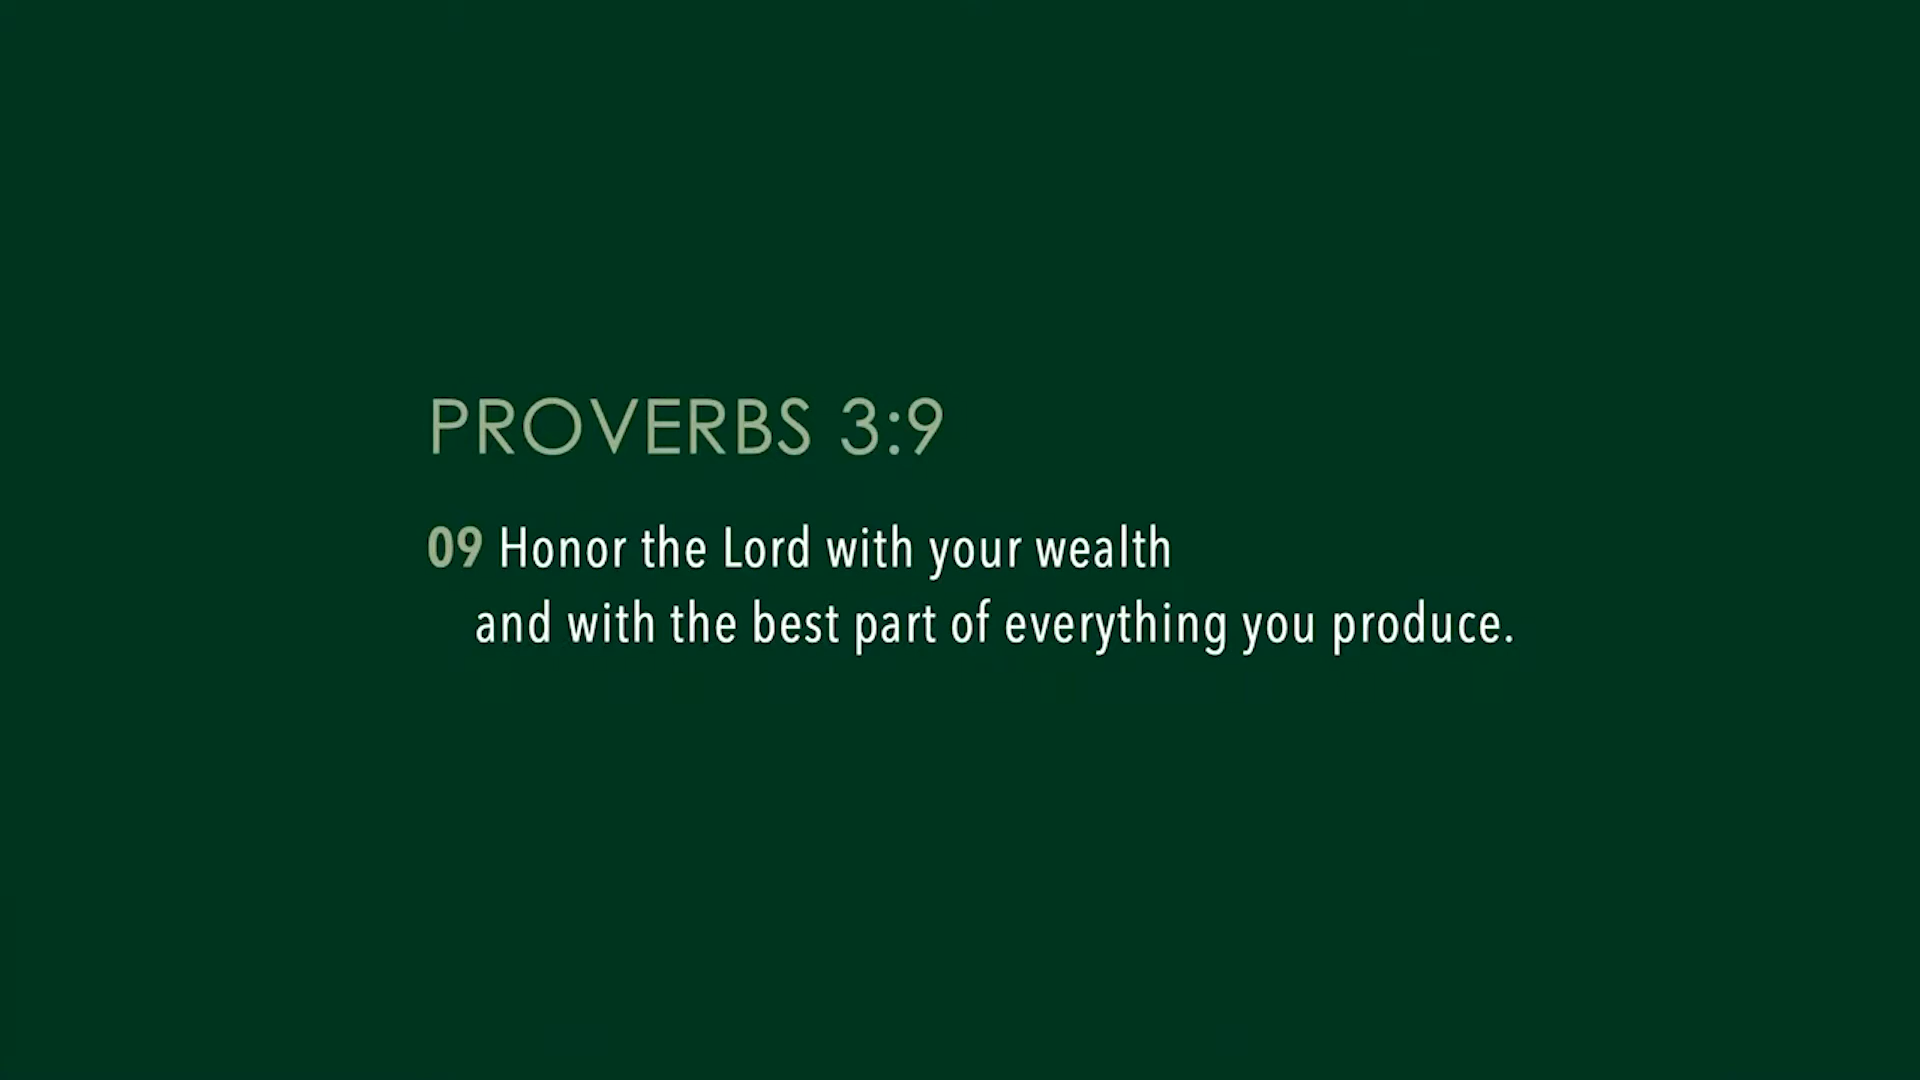 PROVERBS 3:9
09 Honor the Lord with your wealth
and with the best part of everything you produce.